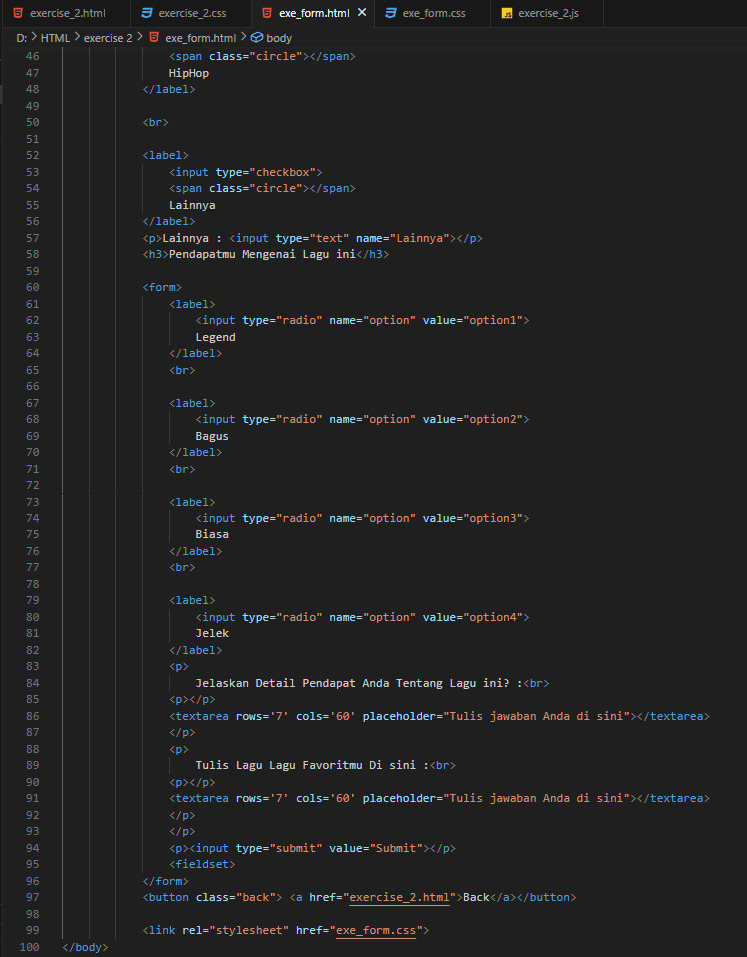 exercise_2.html exercise_2.css exe_form.html exe_form.css exercise_2.js
D: > HTML > exercise 2 > exe_form.html > body
46 <span class="circle"></span>
47 HipHop
48 </label>
49
50 <br>
51
52 <label>
53 <input type="checkbox">
54 <span class="circle"></span>
55 Lainnya
56 </label>
57 <p>Lainnya : <input type="text" name="Lainnya"></p>
58 <h3>Pendapatmu Mengenai Lagu ini</h3>
59
60 <form>
61 <label>
62 <input type="radio" name="option" value="option1">
63 Legend
64 </label>
65 <br>
66
67 <label>
68 <input type="radio" name="option" value="option2">
69 Bagus
70 </label>
71 <br>
72
73 <label>
74 <input type="radio" name="option" value="option3">
75 Biasa
76 </label>
77 <br>
78
79 <label>
80 <input type="radio" name="option" value="option4">
81 Jelek
82 </label>
83 <p>
84 Jelaskan Detail Pendapat Anda Tentang Lagu ini? :<br>
85 <p></p>
86 <textarea rows='7' cols='60' placeholder="Tulis jawaban Anda di sini"></textarea>
87 </p>
88 <p>
89 Tulis Lagu Lagu Favoritmu Di sini :<br>
90 <p></p>
91 <textarea rows='7' cols='60' placeholder="Tulis jawaban Anda di sini"></textarea>
92 </p>
93 </p>
94 <p><input type="submit" value="Submit"></p>
95 <fieldset>
96 </form>
97 <button class="back"> <a href="exercise_2.html">Back</a></button>
98
99 <link rel="stylesheet" href="exe_form.css">
100 </body>